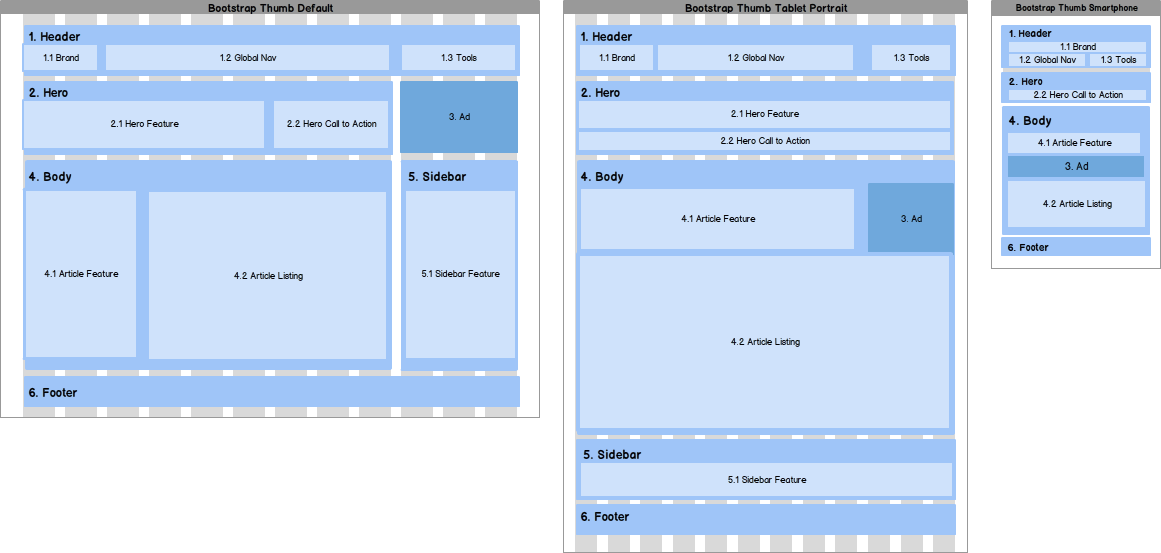 Bootstrap Thumb Default
1. Header
1.1 Brand
1.2 Global Nav
1.3 Tools
2. Hero
2.1 Hero Feature
2.2 Hero Call to Action
3. Ad
4. Body
4.1 Article Feature
4.2 Article Listing
5. Sidebar
5.1 Sidebar Feature
6. Footer
Bootstrap Thumb Tablet Portrait
1. Header
1.1 Brand
1.2 Global Nav
1.3 Tools
2. Hero
2.1 Hero Feature
2.2 Hero Call to Action
4. Body
4.1 Article Feature
3. Ad
4.2 Article Listing
5. Sidebar
5.1 Sidebar Feature
6. Footer
Bootstrap Thumb Smartphone
1. Header
1.1 Brand
1.2 Global Nav
1.3 Tools
2. Hero
2.2 Hero Call to Action
4. Body
4.1 Article Feature
3. Ad
4.2 Article Listing
6. Footer